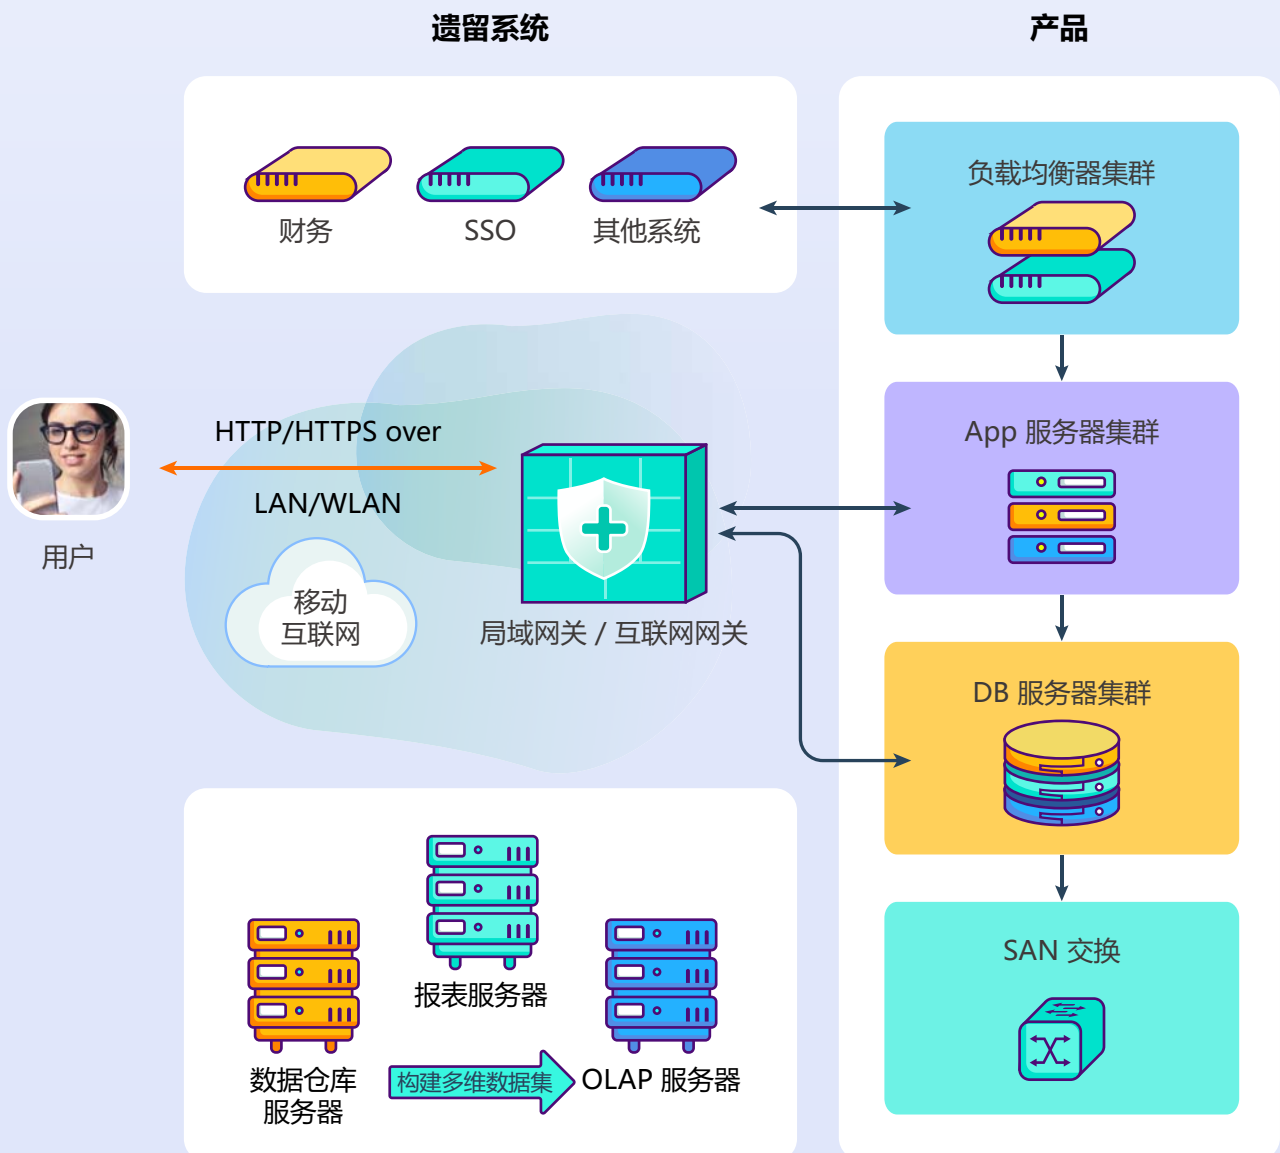 遗留系统
产品
财务
SSO
其他系统
负载均衡器集群
HTTP/HTTPS over
LAN/WLAN
用户
移动
互联网
局域网关 / 互联网网关
App 服务器集群
DB 服务器集群
SAN 交换
报表服务器
数据仓库
服务器
构建多维数据集
OLAP 服务器